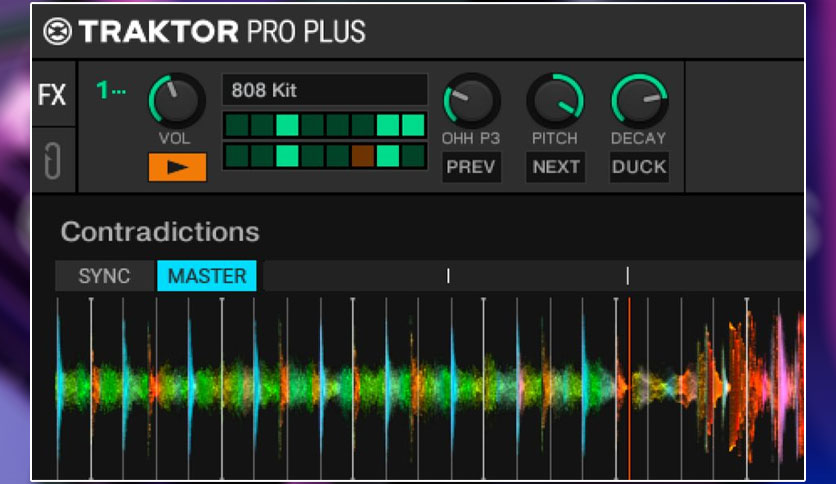 TRAKTOR PRO PLUS
FX
1
808 Kit
VOL
OHH P3
PITCH
DECAY
PREV
NEXT
DUCK
Contradictions
SYNC
MASTER